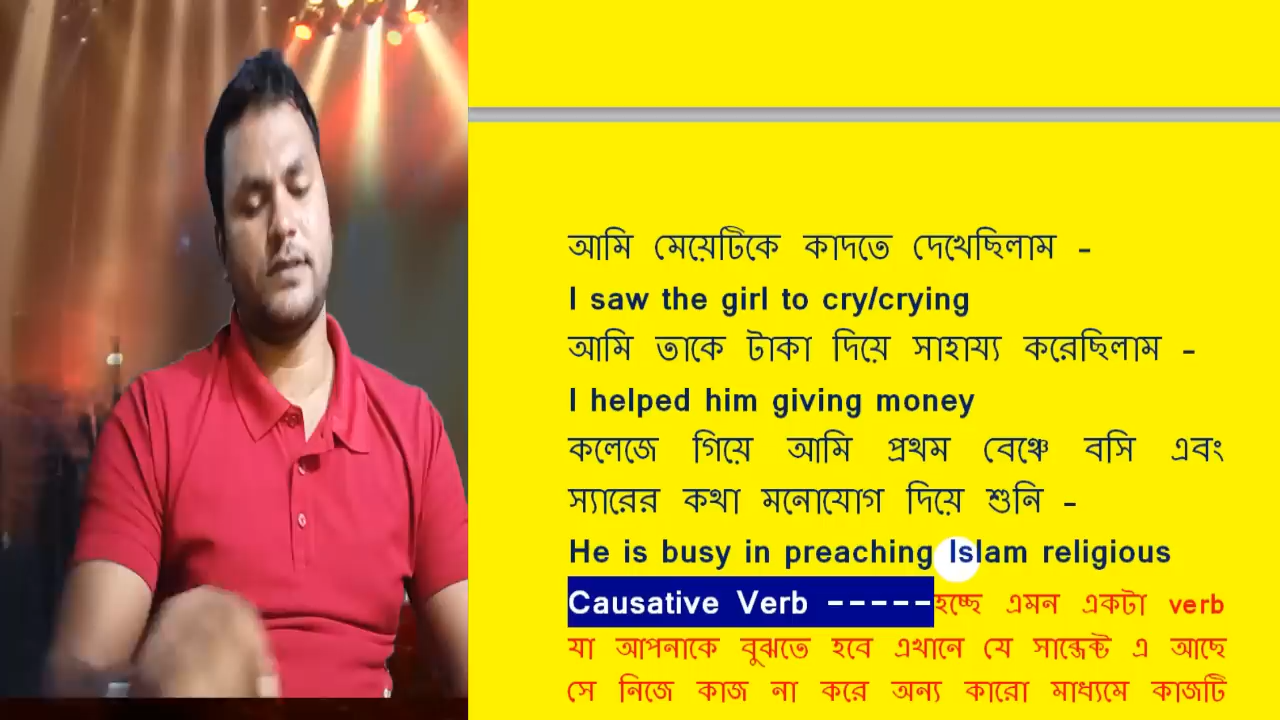 আমি মেয়েটিকে কাদতে দেখেছিলাম -
I saw the girl to cry/crying
আমি তাকে টাকা দিয়ে সাহায্য করেছিলাম -
I helped him giving money
কলেজে গিয়ে আমি প্রথম বেঞ্চে বসি এবং
স্যারের কথা মনোযোগ দিয়ে শুনি -
He is busy in preaching Islam religious
Causative Verb -----হচ্ছে এমন একটা verb
যা আপনাকে বুঝতে হবে এখানে যে সাব্জেক্ট এ আছে
সে নিজে কাজ না করে অন্য কারো মাধ্যমে কাজটি